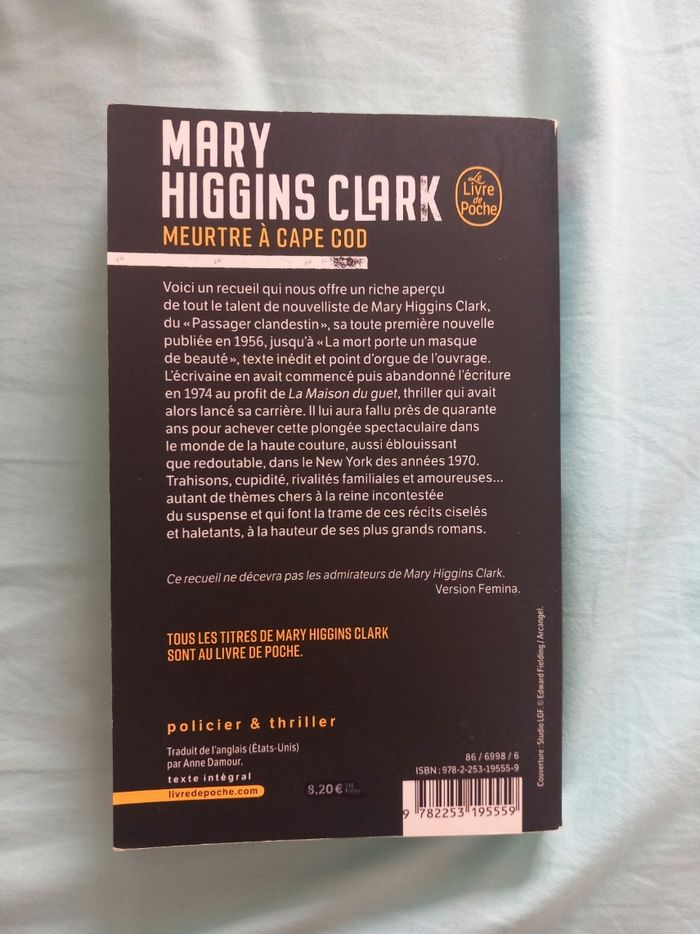 MARY
HIGGINS CLARK
MEURTRE À CAPE COD
Le
Livre
de
Poche
Voici un recueil qui nous offre un riche aperçu
de tout le talent de nouvelliste de Mary Higgins Clark,
du « Passager clandestin », sa toute première nouvelle
publiée en 1956, jusqu'à « La mort porte un masque
de beauté », texte inédit et point d'orgue de l'ouvrage.
L'écrivaine en avait commencé puis abandonné l'écriture
en 1974 au profit de La Maison du guet, thriller qui avait
alors lancé sa carrière. Il lui aura fallu près de quarante
ans pour achever cette plongée spectaculaire dans
le monde de la haute couture, aussi éblouissant
que redoutable, dans le New York des années 1970.
Trahisons, cupidité, rivalités familiales et amoureuses...
autant de thèmes chers à la reine incontestée
du suspense et qui font la trame de ces récits ciselés
et haletants, à la hauteur de ses plus grands romans.
Ce recueil ne décevra pas les admirateurs de Mary Higgins Clark.
Version Femina.
TOUS LES TITRES DE MARY HIGGINS CLARK
SONT AU LIVRE DE POCHE.
policier & thriller
Traduit de l'anglais (États-Unis)
par Anne Damour.
texte intégral
livredepoche.com
8,20 €
86 / 6998 / 6
ISBN : 978-2-253-19555-9
9 782253 195559
Couverture : Studio LGF. © Edward Fielding / Arcangel.